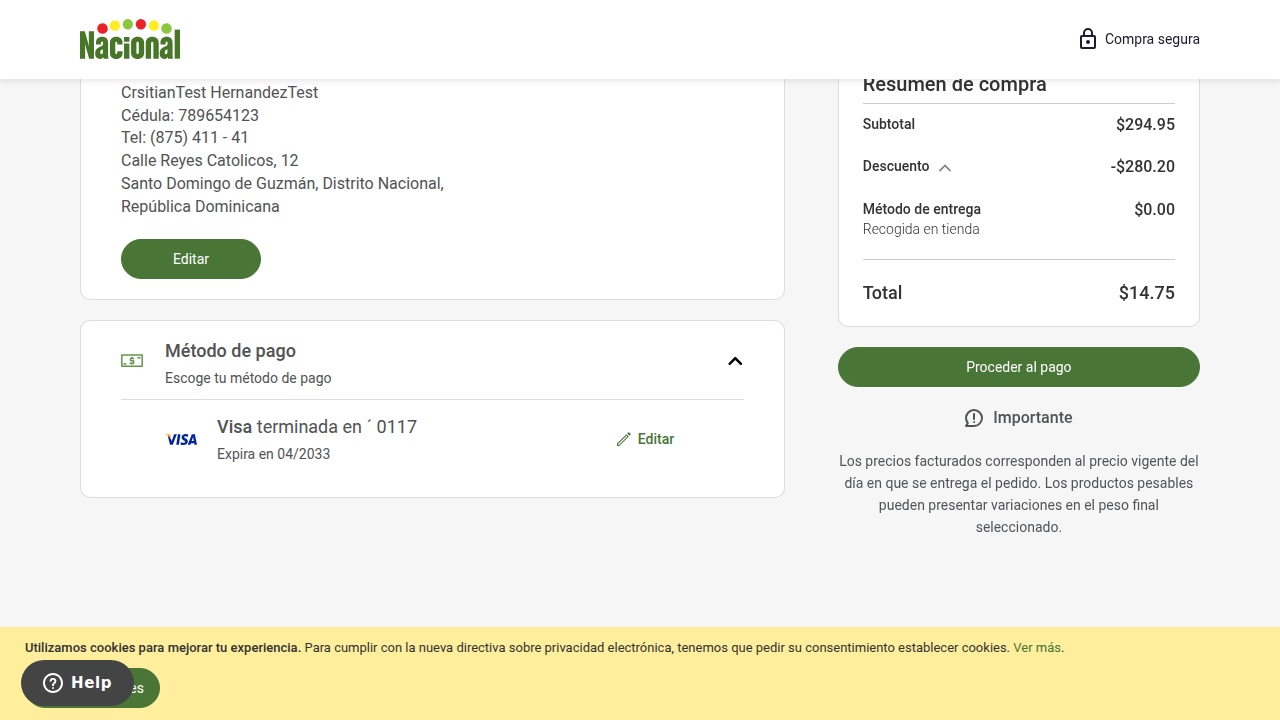 Nacional
Compra segura
CrsitianTest HernandezTest
Cédula: 789654123
Tel: (875) 411 - 41
Calle Reyes Catolicos, 12
Santo Domingo de Guzmán, Distrito Nacional,
República Dominicana
Editar
Método de pago
Escoge tu método de pago
VISA
Visa terminada en ´ 0117
Expira en 04/2033
Editar
Resumen de compra
Subtotal $294.95
Descuento -$280.20
Método de entrega $0.00
Recogida en tienda
Total $14.75
Proceder al pago
Importante
Los precios facturados corresponden al precio vigente del
día en que se entrega el pedido. Los productos pesables
pueden presentar variaciones en el peso final
seleccionado.
Utilizamos cookies para mejorar tu experiencia. Para cumplir con la nueva directiva sobre privacidad electrónica, tenemos que pedir su consentimiento establecer cookies. Ver más.
Help